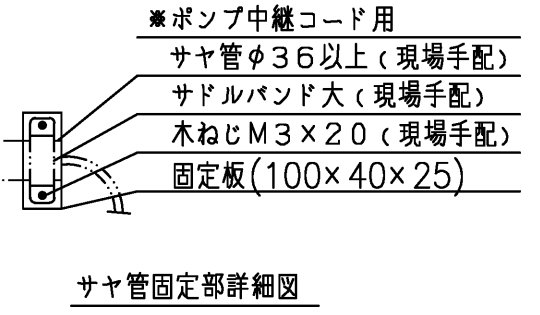 ※ポンプ中継コード用
サヤ管φ36以上(現場手配)
サドルバンド大(現場手配)
木ねじM3×20(現場手配)
固定板(100×40×25)
サヤ管固定部詳細図